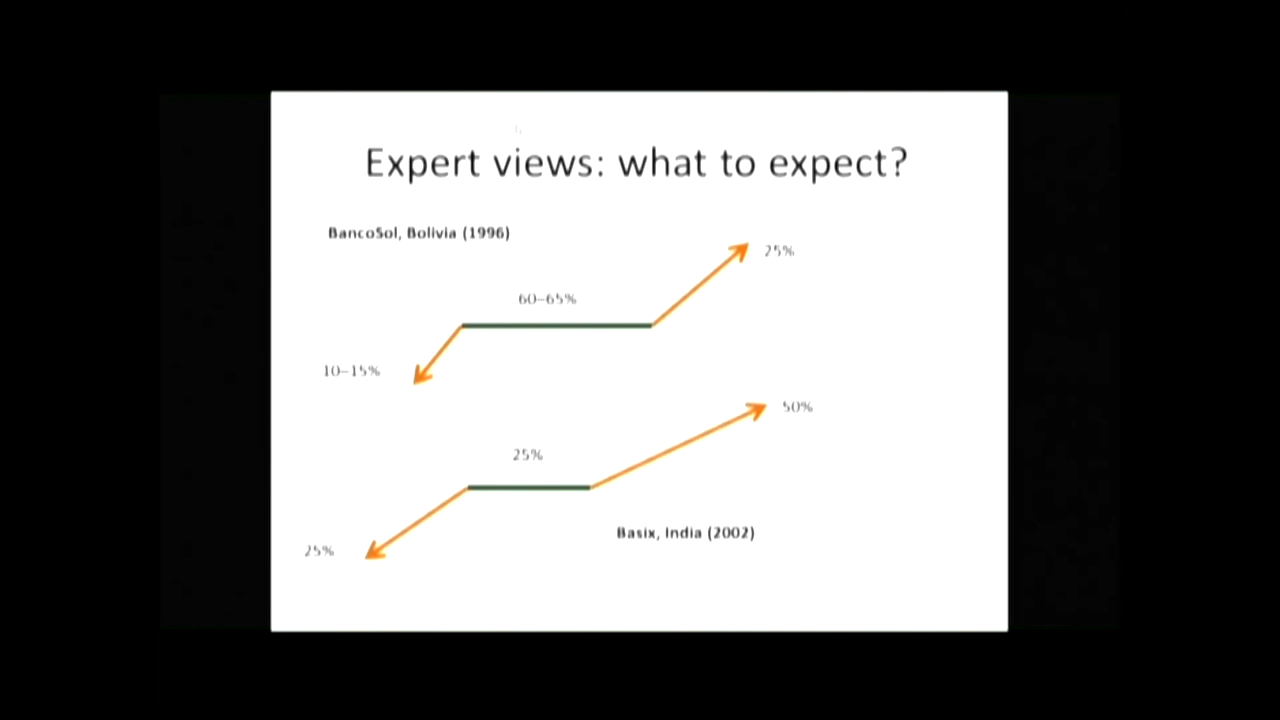 Expert views: what to expect?
BancoSol, Bolivia (1996)
25%
60–65%
10–15%
50%
25%
Basix, India (2002)
25%